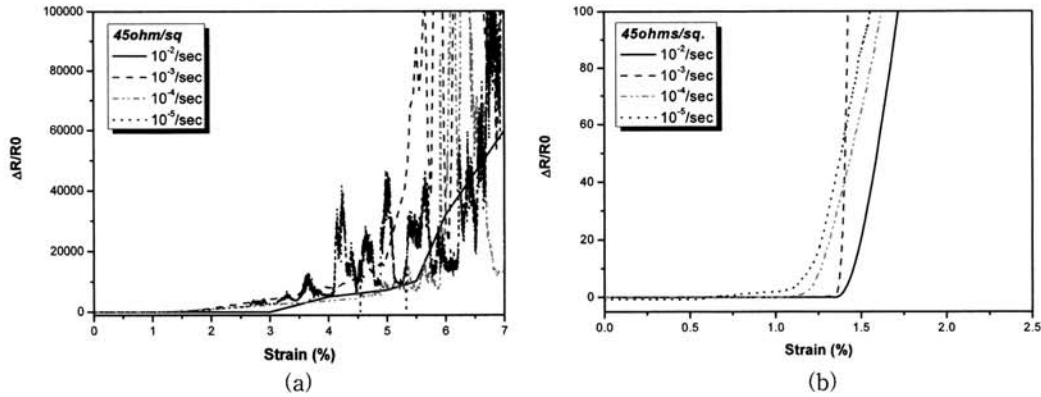 100000
80000
60000
40000
20000
0
ΔR/R0
45ohm/sq
10⁻²/sec
10⁻³/sec
10⁻⁴/sec
10⁻⁵/sec
0 1 2 3 4 5 6 7
Strain (%)
(a)
100
80
60
40
20
0
ΔR/R0
45ohms/sq.
10⁻²/sec
10⁻³/sec
10⁻⁴/sec
10⁻⁵/sec
0.0 0.5 1.0 1.5 2.0 2.5
Strain (%)
(b)